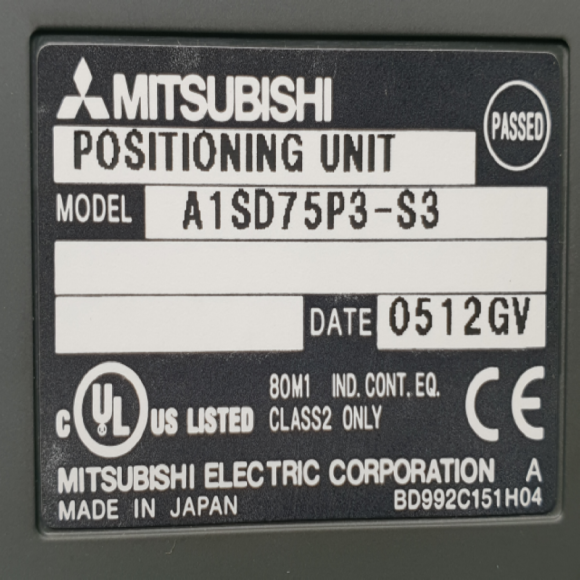 MITSUBISHI
PASSED
POSITIONING UNIT
MODEL A1SD75P3-S3
DATE 0512GV
C UL US LISTED
80M1 IND. CONT. EQ.
CLASS2 ONLY
CE
MITSUBISHI ELECTRIC CORPORATION A
MADE IN JAPAN BD992C151H04